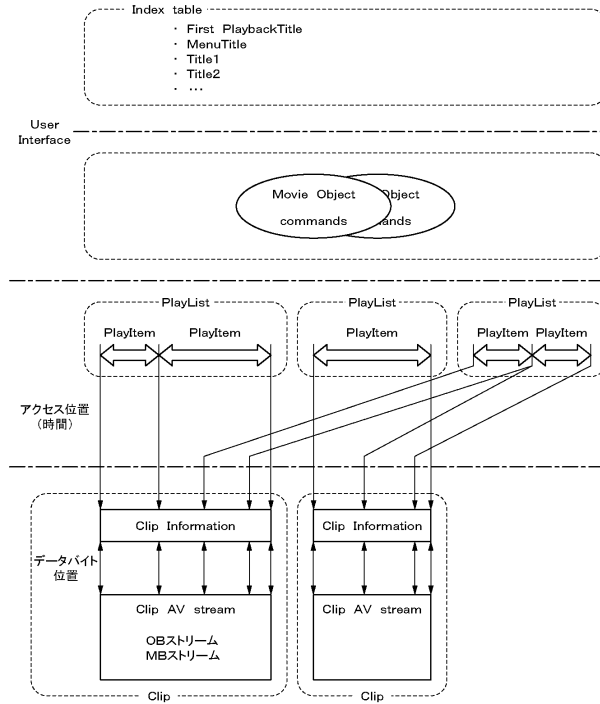 Index table
· First PlaybackTitle
· MenuTitle
· Title1
· Title2
· ...
User
Interface
Movie Object
commands
Object
ands
PlayList
PlayList
PlayList
PlayItem
PlayItem
PlayItem
PlayItem
PlayItem
アクセス位置
(時間)
Clip Information
Clip Information
データバイト
位置
Clip AV stream
Clip AV stream
OBストリーム
MBストリーム
Clip
Clip